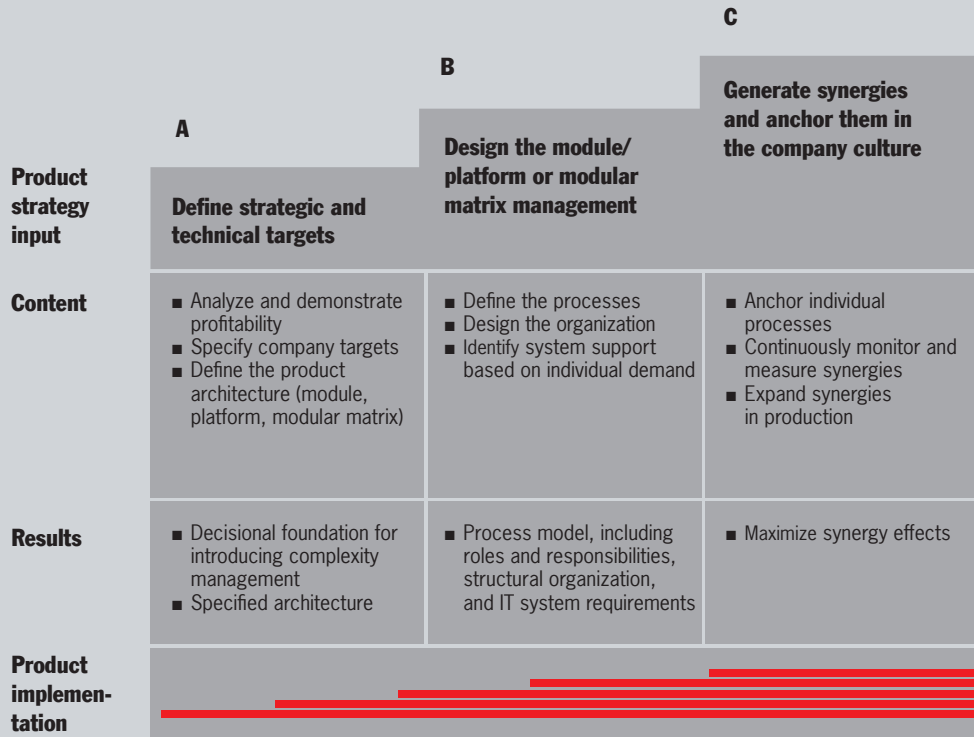 C
B
Generate synergies
and anchor them in
the company culture
A
Design the module/
platform or modular
matrix management
Product
strategy
input
Define strategic and
technical targets
Content
■ Analyze and demonstrate
profitability
■ Specify company targets
■ Define the product
architecture (module,
platform, modular matrix)
■ Define the processes
■ Design the organization
■ Identify system support
based on individual demand
■ Anchor individual
processes
■ Continuously monitor and
measure synergies
■ Expand synergies
in production
Results
■ Decisional foundation for
introducing complexity
management
■ Specified architecture
■ Process model, including
roles and responsibilities,
structural organization,
and IT system requirements
■ Maximize synergy effects
Product
implemen-
tation